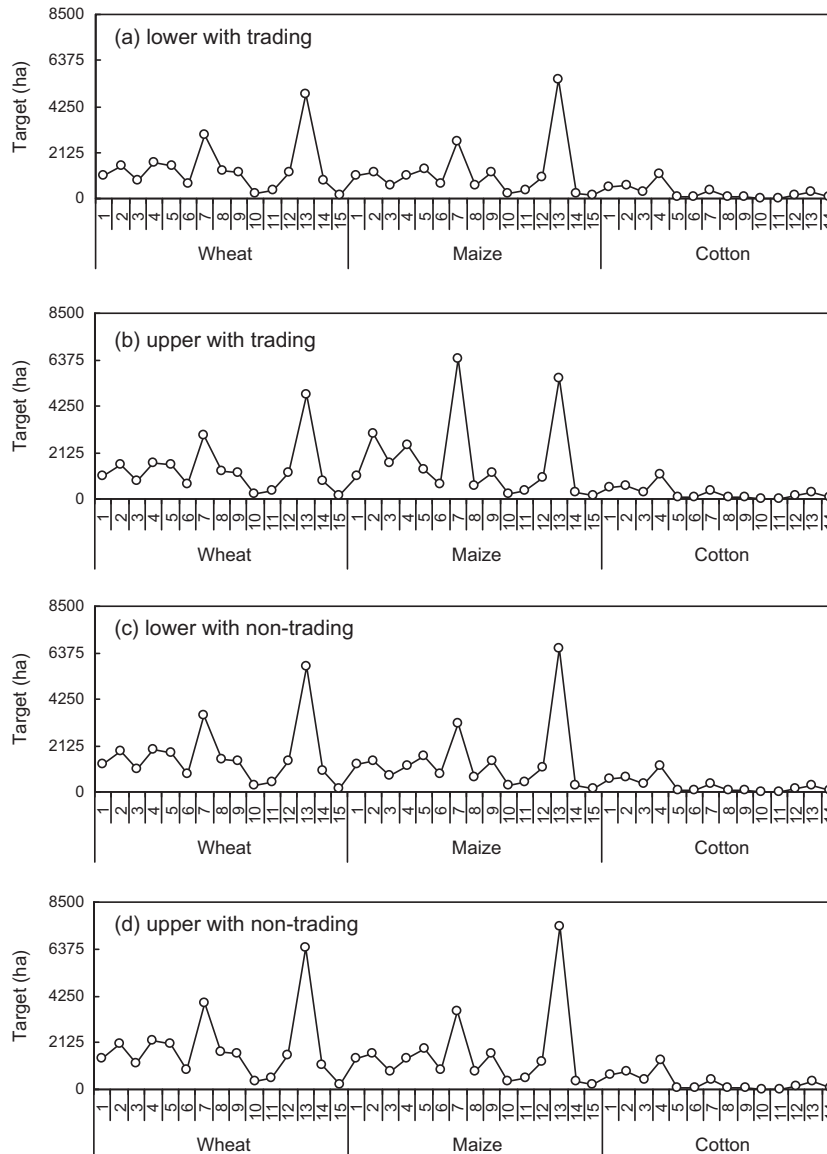 (a) lower with trading
Target (ha)
8500
6375
4250
2125
0
1 2 3 4 5 6 7 8 9 10 11 12 13 14 15 1 2 3 4 5 6 7 8 9 10 11 12 13 14 15 1 2 3 4 5 6 7 8 9 10 11 12 13
Wheat Maize Cotton
(b) upper with trading
Target (ha)
8500
6375
4250
2125
0
1 2 3 4 5 6 7 8 9 10 11 12 13 14 15 1 2 3 4 5 6 7 8 9 10 11 12 13 14 15 1 2 3 4 5 6 7 8 9 10 11 12 13
Wheat Maize Cotton
(c) lower with non-trading
Target (ha)
8500
6375
4250
2125
0
1 2 3 4 5 6 7 8 9 10 11 12 13 14 15 1 2 3 4 5 6 7 8 9 10 11 12 13 14 15 1 2 3 4 5 6 7 8 9 10 11 12 13
Wheat Maize Cotton
(d) upper with non-trading
Target (ha)
8500
6375
4250
2125
0
1 2 3 4 5 6 7 8 9 10 11 12 13 14 15 1 2 3 4 5 6 7 8 9 10 11 12 13 14 15 1 2 3 4 5 6 7 8 9 10 11 12 13
Wheat Maize Cotton